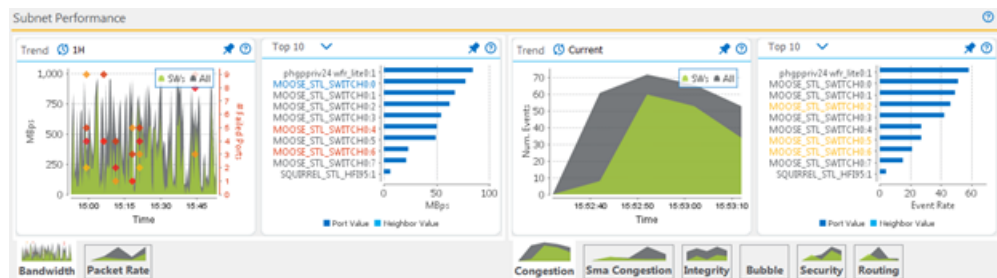 Subnet Performance
Trend 1H
1,000
750
500
250
0
MBps
SWs All
9
8
7
6
5
4
3
2
1
0
# Failed Ports
15:00 15:15 15:30 15:45
Time
Top 10
phgppriv24 wfr_lite0:1
MOOSE_STL_SWITCH0:0
MOOSE_STL_SWITCH0:1
MOOSE_STL_SWITCH0:2
MOOSE_STL_SWITCH0:3
MOOSE_STL_SWITCH0:4
MOOSE_STL_SWITCH0:5
MOOSE_STL_SWITCH0:6
MOOSE_STL_SWITCH0:7
SQUIRREL_STL_HFI95:1
0 50 100
MBps
Port Value Neighbor Value
Trend Current
70
60
50
40
30
20
10
0
Num. Events
SWs All
15:52:40 15:52:50 15:53:00 15:53:10
Time
Top 10
phgppriv24 wfr_lite0:1
MOOSE_STL_SWITCH0:0
MOOSE_STL_SWITCH0:1
MOOSE_STL_SWITCH0:2
MOOSE_STL_SWITCH0:3
MOOSE_STL_SWITCH0:4
MOOSE_STL_SWITCH0:5
MOOSE_STL_SWITCH0:6
MOOSE_STL_SWITCH0:7
SQUIRREL_STL_HFI95:1
0 20 40 60
Event Rate
Port Value Neighbor Value
Bandwidth Packet Rate
Congestion Sma Congestion Integrity Bubble Security Routing